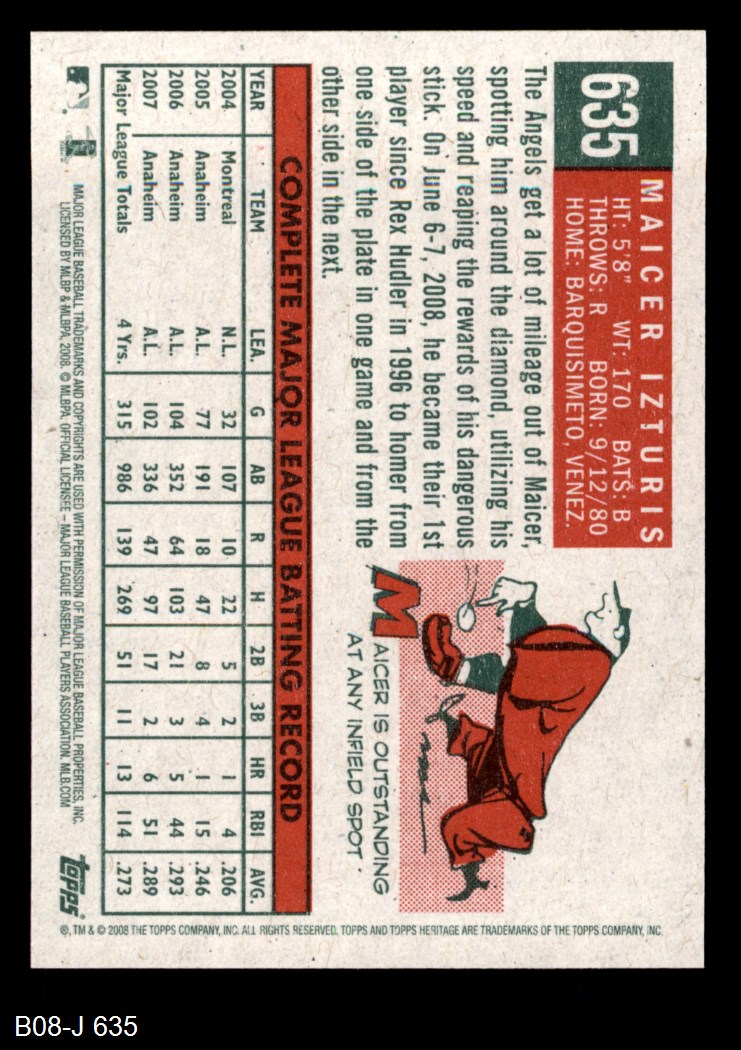 635
MAICER IZTURIS
HT: 5'8" WT: 170 BATS: B
THROWS: R BORN: 9/12/80
HOME: BARQUISIMETO, VENEZ.
The Angels get a lot of mileage out of Maicer,
spotting him around the diamond, utilizing his
speed and reaping the rewards of his dangerous
stick. On June 6-7, 2008, he became their 1st
player since Rex Hudler in 1996 to homer from
one side of the plate in one game and from the
other side in the next.
MAICER IS OUTSTANDING
AT ANY INFIELD SPOT
COMPLETE MAJOR LEAGUE BATTING RECORD
YEAR TEAM LEA. G AB R H 2B 3B HR RBI AVG.
2004 Montreal N.L. 32 107 10 22 5 2 1 4 .206
2005 Anaheim A.L. 77 191 18 47 8 4 1 15 .246
2006 Anaheim A.L. 104 352 64 103 21 3 5 44 .293
2007 Anaheim A.L. 102 336 47 97 17 2 6 51 .289
Major League Totals 4 Yrs. 315 986 139 269 51 11 13 114 .273
MAJOR LEAGUE BASEBALL TRADEMARKS AND COPYRIGHTS ARE USED WITH PERMISSION OF MAJOR LEAGUE BASEBALL PROPERTIES, INC.
LICENSED BY MLBP & MLBPA, 2008. © MLBPA. OFFICIAL LICENSEE – MAJOR LEAGUE BASEBALL PLAYERS ASSOCIATION. MLB.COM
topps
®, TM & © 2008 THE TOPPS COMPANY, INC. ALL RIGHTS RESERVED. TOPPS AND TOPPS HERITAGE ARE TRADEMARKS OF THE TOPPS COMPANY, INC.
B08-J 635